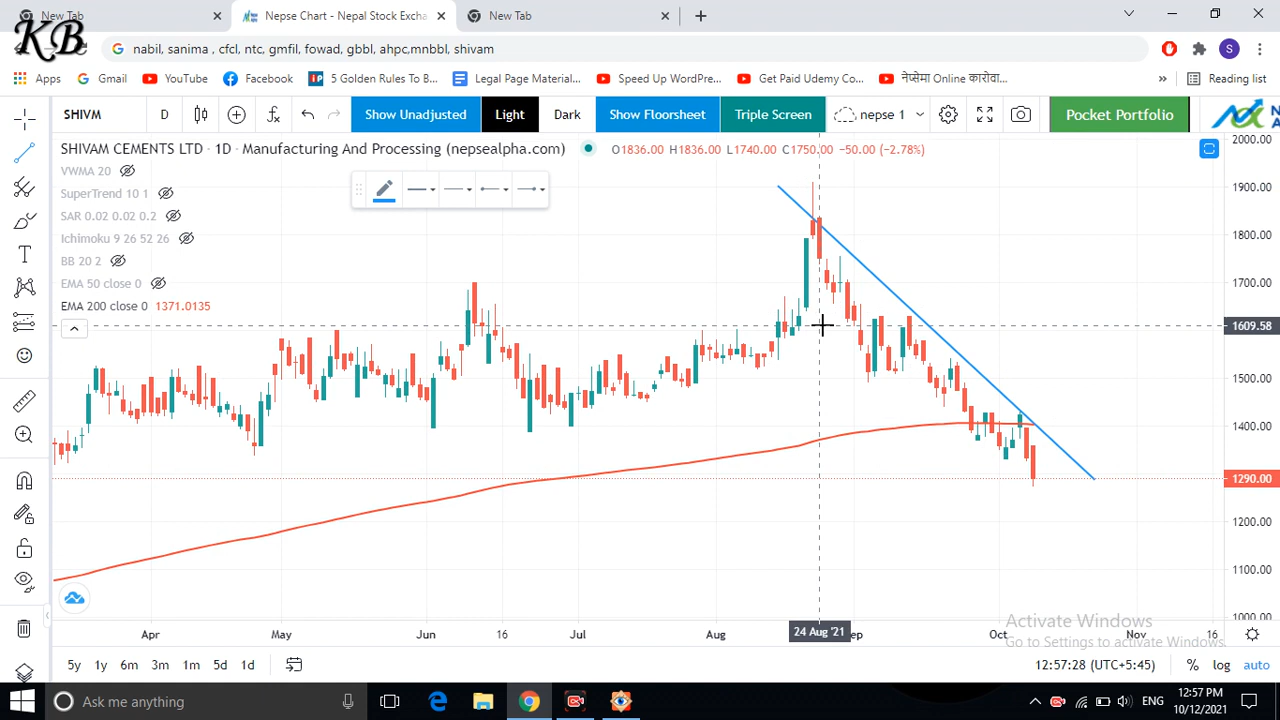 New Tab
Nepse Chart - Nepal Stock Excha
New Tab
KB
nabil, sanima , cfcl, ntc, gmfil, fowad, gbbl, ahpc,mnbbl, shivam
S
Apps
Gmail
YouTube
Facebook
5 Golden Rules To B...
Legal Page Material...
Speed Up WordPre...
Get Paid Udemy Co...
नेप्सेमा Online कारोवा...
»
Reading list
SHIVM
D
Show Unadjusted
Light
Dark
Show Floorsheet
Triple Screen
nepse 1
Pocket Portfolio
SHIVAM CEMENTS LTD · 1D · Manufacturing And Processing (nepsealpha.com)
O1836.00 H1836.00 L1740.00 C1750.00 -50.00 (-2.78%)
VWMA 20
SuperTrend 10 1
SAR 0.02 0.02 0.2
Ichimoku 9 26 52 26
BB 20 2
EMA 50 close 0
EMA 200 close 0 1371.0135
2000.00
1900.00
1800.00
1700.00
1609.58
1500.00
1400.00
1290.00
1200.00
1100.00
1000.00
Apr
May
Jun
16
Jul
Aug
24 Aug '21
Sep
Oct
Nov
16
Activate Windows
Go to Settings to activate Windows.
5y 1y 6m 3m 1m 5d 1d
12:57:28 (UTC+5:45)
% log auto
Ask me anything
ENG
12:57 PM
10/12/2021